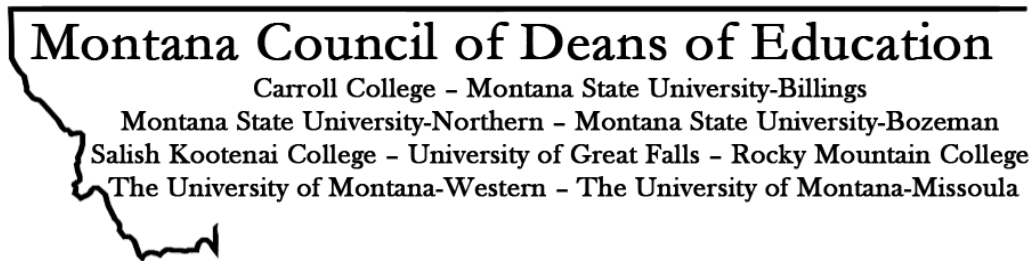 Montana Council of Deans of Education
Carroll College – Montana State University-Billings
Montana State University-Northern – Montana State University-Bozeman
Salish Kootenai College – University of Great Falls – Rocky Mountain College
The University of Montana-Western – The University of Montana-Missoula